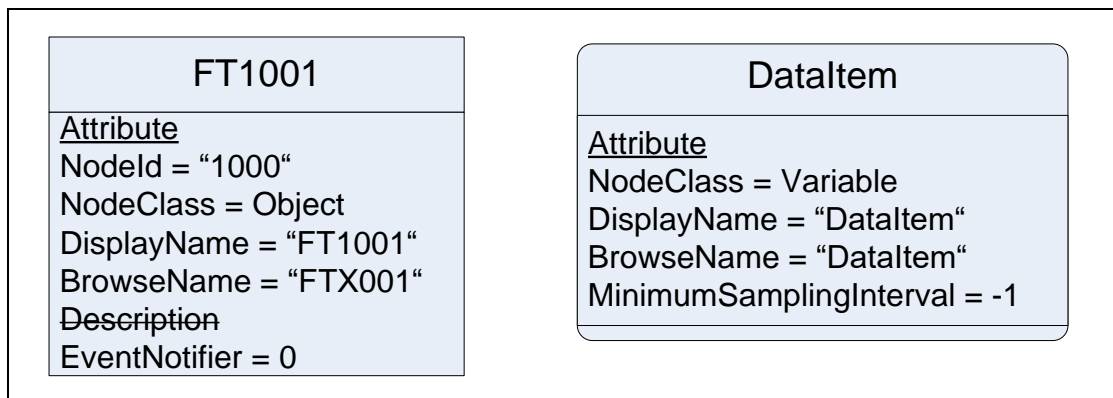 FT1001
Attribute
NodeId = “1000“
NodeClass = Object
DisplayName = “FT1001“
BrowseName = “FTX001“
Description
EventNotifier = 0
DataItem
Attribute
NodeClass = Variable
DisplayName = “DataItem“
BrowseName = “DataItem“
MinimumSamplingInterval = -1